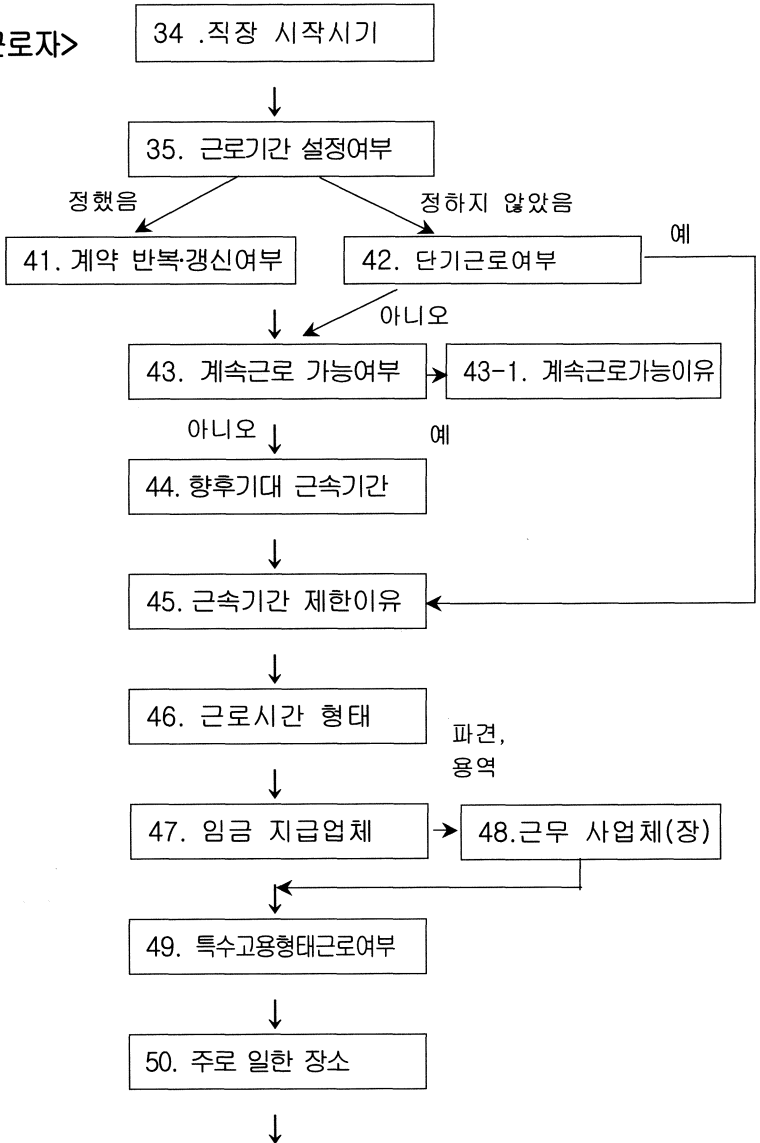 근로자>
34 .직장 시작시기
35. 근로기간 설정여부
정했음
정하지 않았음
41. 계약 반복·갱신여부
42. 단기근로여부
예
아니오
43. 계속근로 가능여부
43-1. 계속근로가능이유
아니오
예
44. 향후기대 근속기간
45. 근속기간 제한이유
46. 근로시간 형태
파견,
용역
47. 임금 지급업체
48.근무 사업체(장)
49. 특수고용형태근로여부
50. 주로 일한 장소